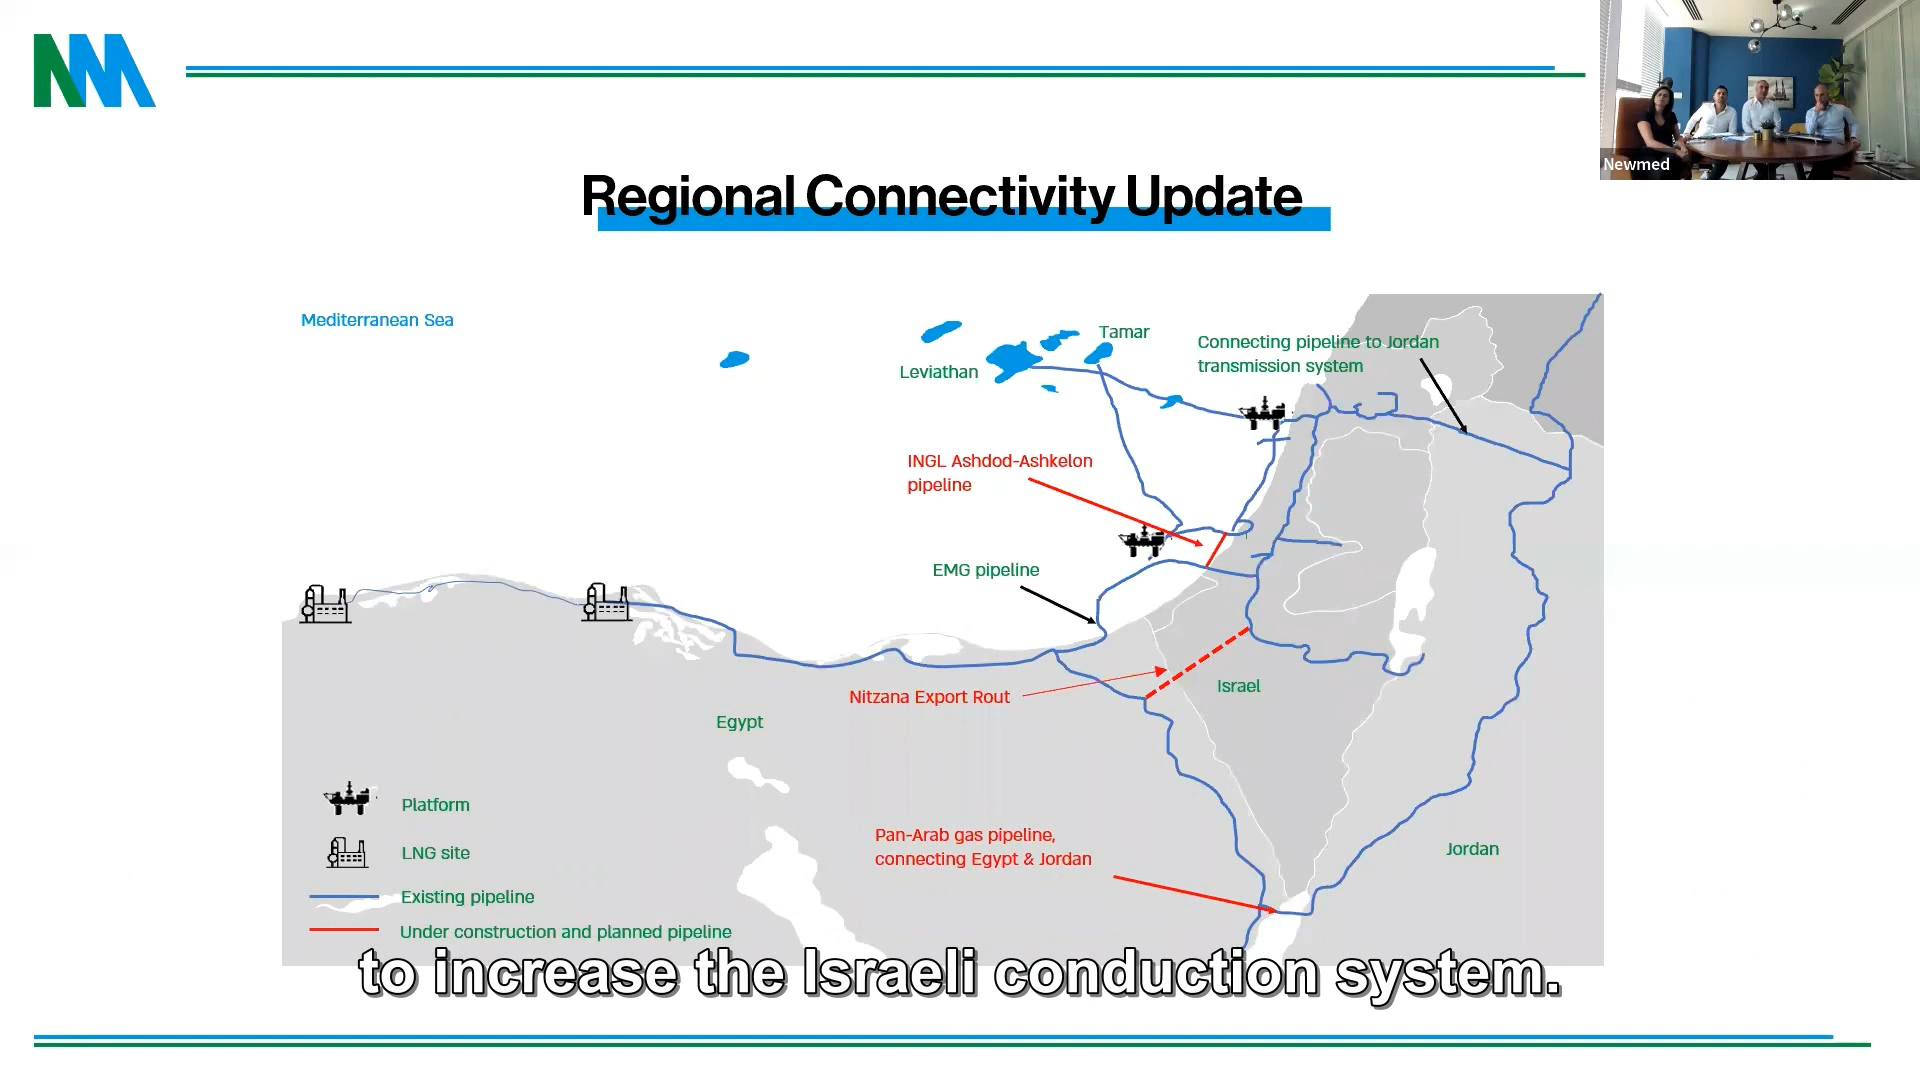 NM
Newmed
Regional Connectivity Update
Mediterranean Sea
Tamar
Connecting pipeline to Jordan
transmission system
Leviathan
INGL Ashdod-Ashkelon
pipeline
EMG pipeline
Nitzana Export Rout
Israel
Egypt
Platform
Pan-Arab gas pipeline,
connecting Egypt & Jordan
Jordan
LNG site
Existing pipeline
Under construction and planned pipeline
to increase the Israeli conduction system.